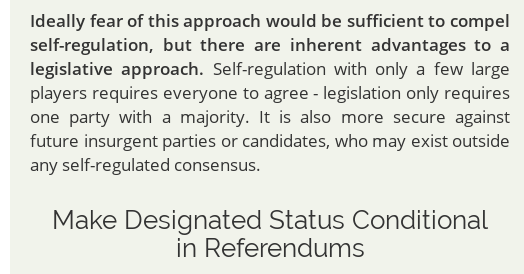 Ideally fear of this approach would be sufficient to compel
self-regulation, but there are inherent advantages to a
legislative approach. Self-regulation with only a few large
players requires everyone to agree - legislation only requires
one party with a majority. It is also more secure against
future insurgent parties or candidates, who may exist outside
any self-regulated consensus.
Make Designated Status Conditional
in Referendums